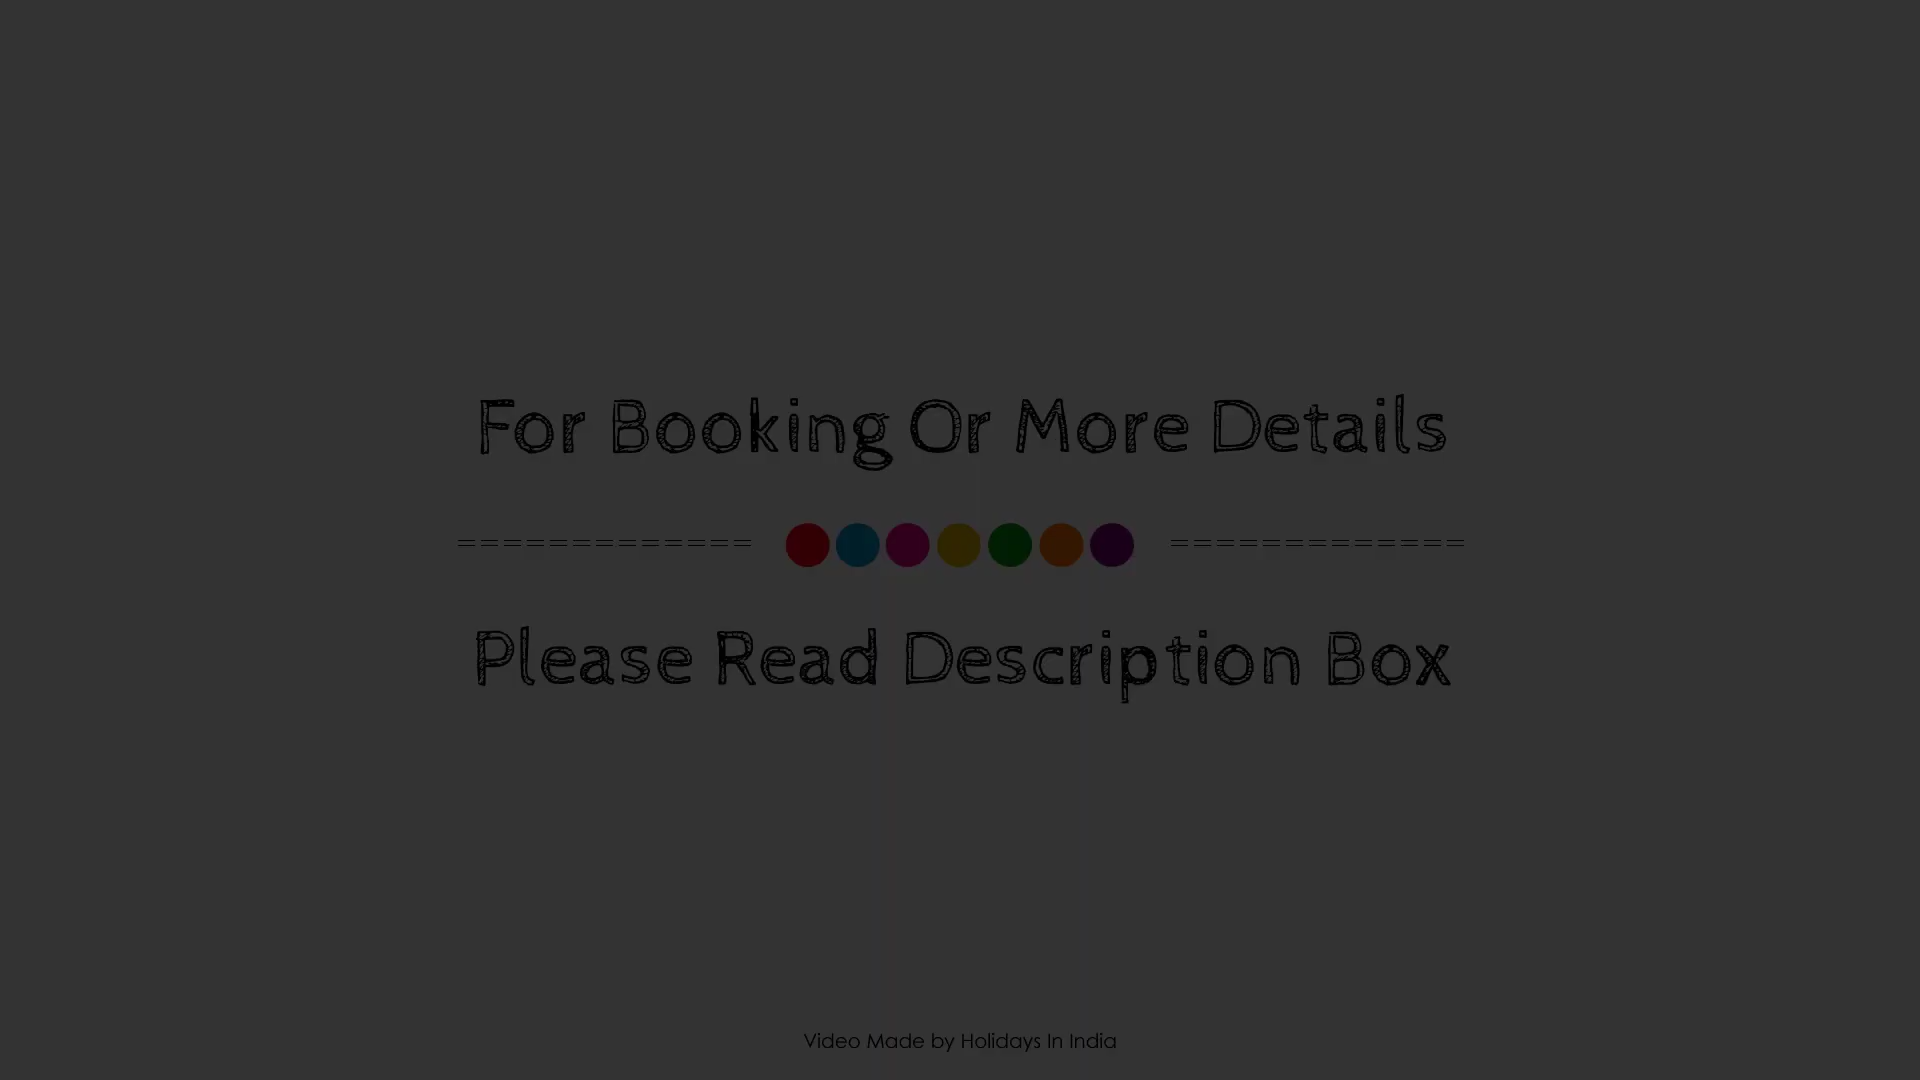 For Booking Or More Details
============= =============
Please Read Description Box
Video Made by Holidays In India